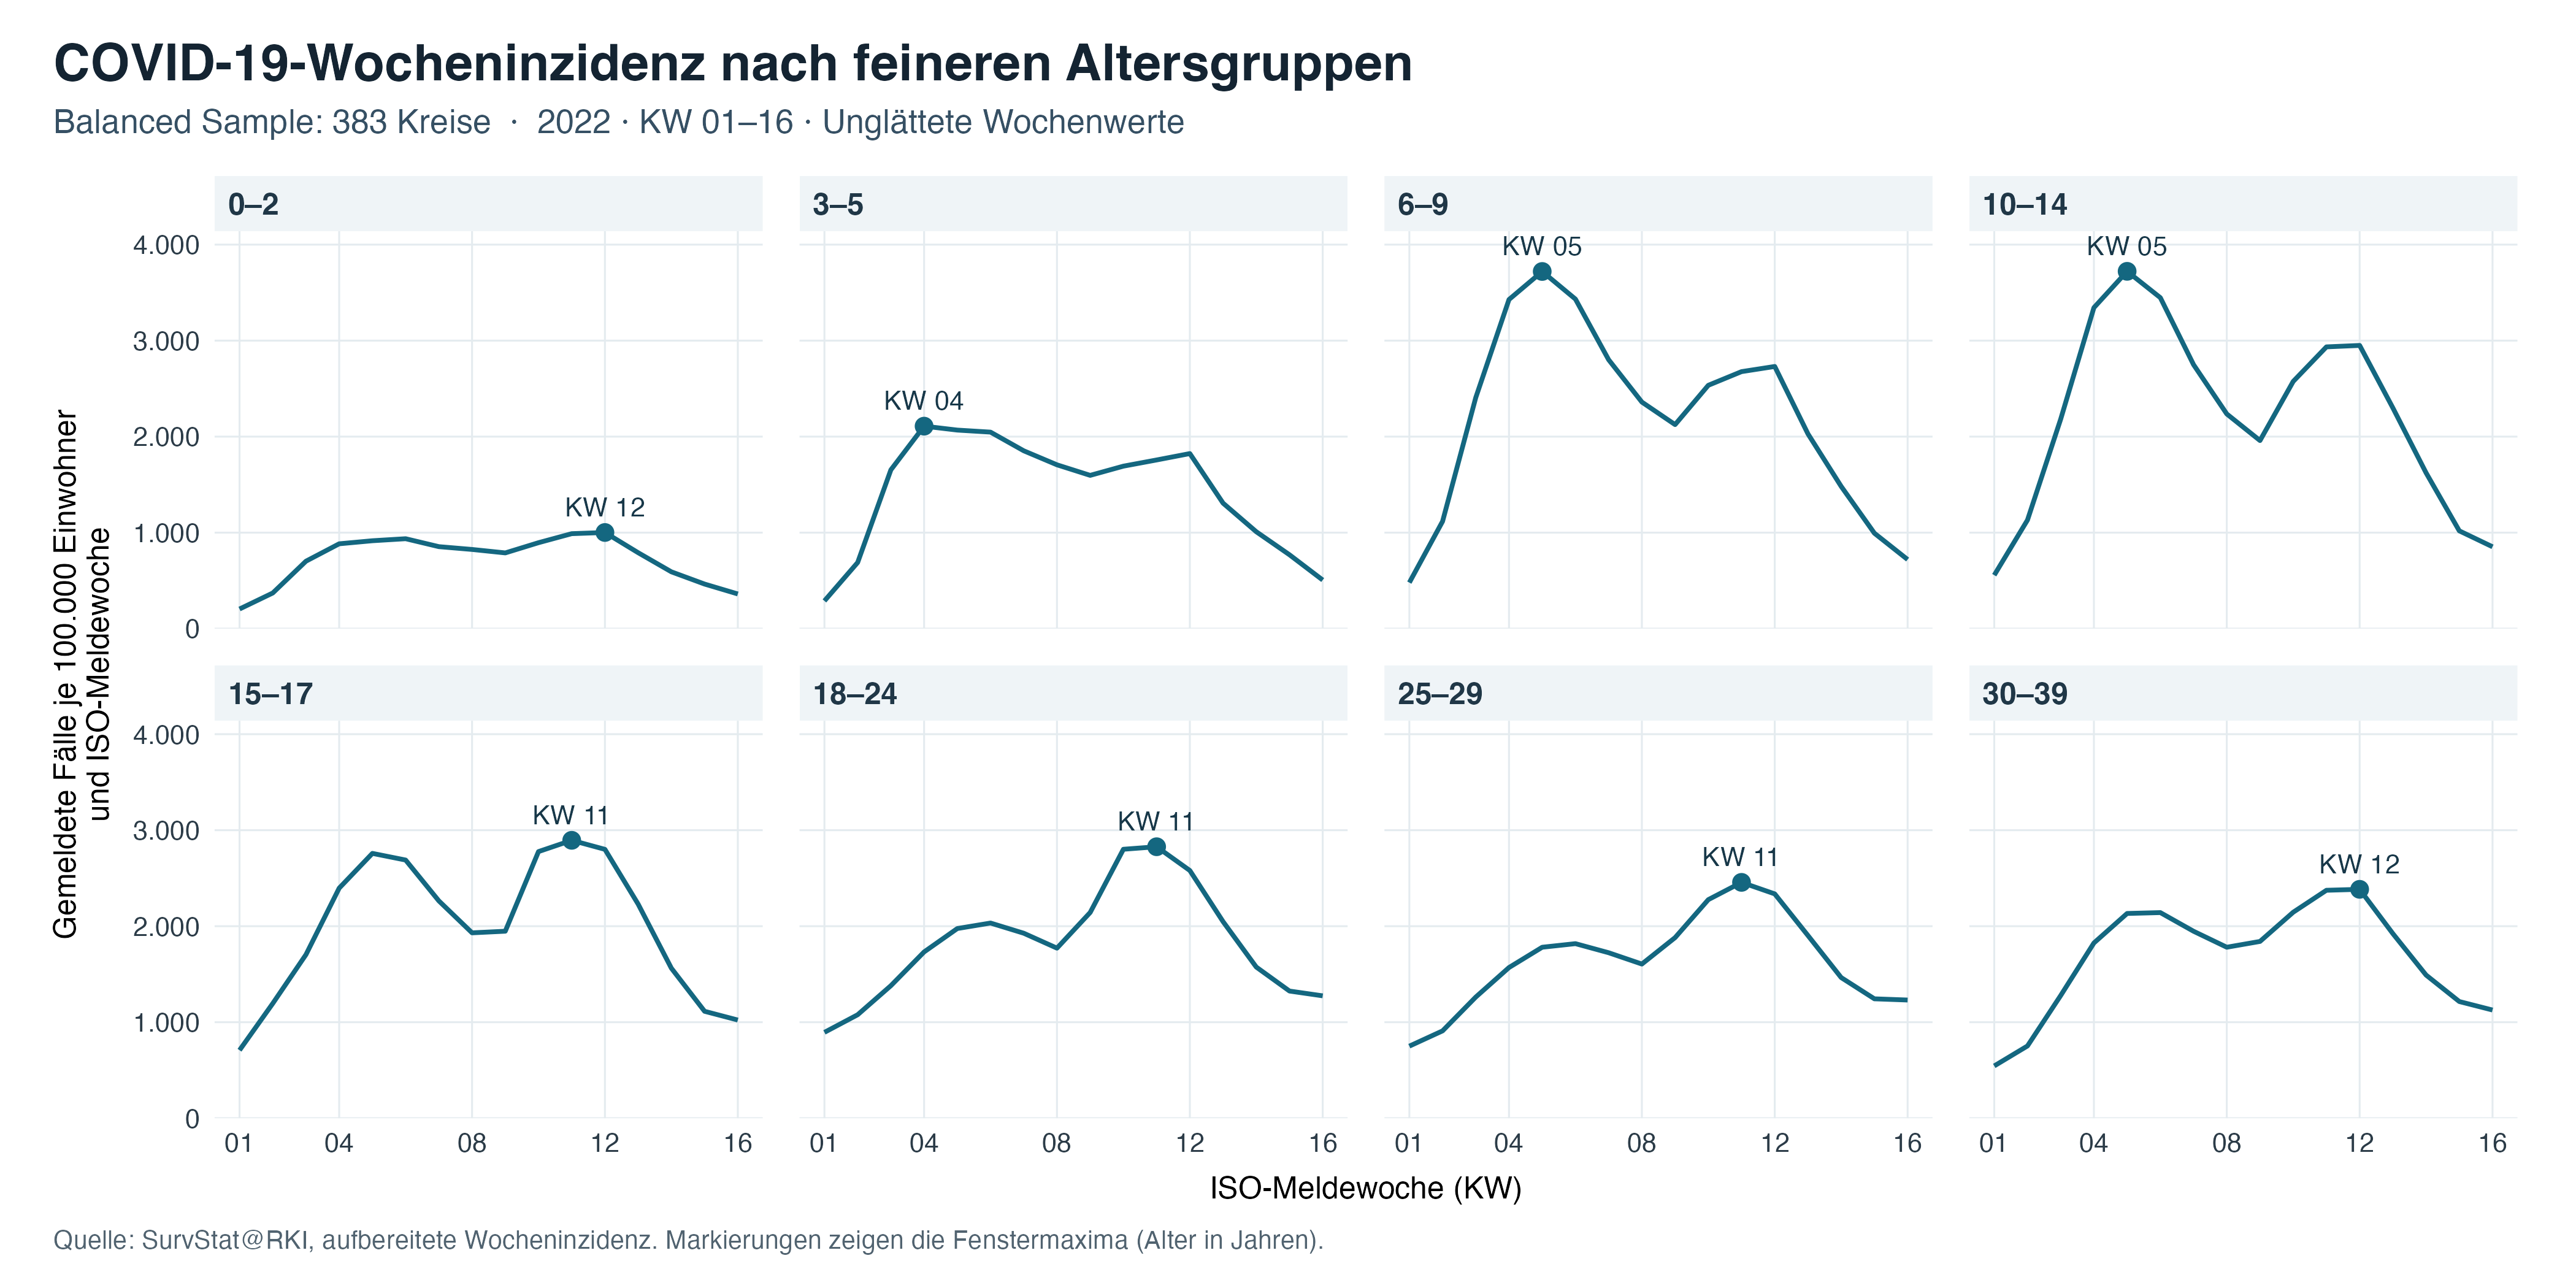 COVID-19-Wocheninzidenz nach feineren Altersgruppen
Balanced Sample: 383 Kreise · 2022 · KW 01–16 · Unglättete Wochenwerte
Gemeldete Fälle je 100.000 Einwohner
und ISO-Meldewoche
0–2
3–5
6–9
10–14
4.000
3.000
2.000
1.000
0
KW 12
KW 04
KW 05
KW 05
15–17
18–24
25–29
30–39
4.000
3.000
2.000
1.000
0
KW 11
KW 11
KW 11
KW 12
01 04 08 12 16
01 04 08 12 16
01 04 08 12 16
01 04 08 12 16
ISO-Meldewoche (KW)
Quelle: SurvStat@RKI, aufbereitete Wocheninzidenz. Markierungen zeigen die Fenstermaxima (Alter in Jahren).